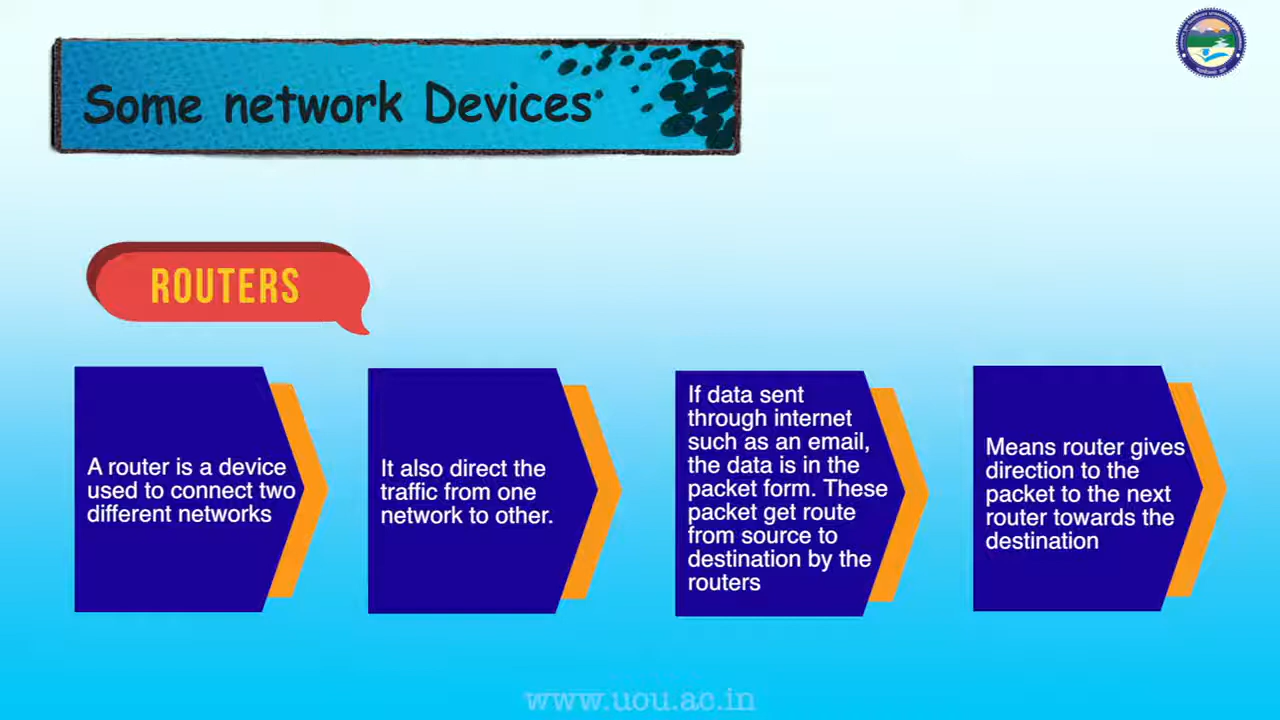 Some network Devices
ROUTERS
A router is a device
used to connect two
different networks
It also direct the
traffic from one
network to other.
If data sent
through internet
such as an email,
the data is in the
packet form. These
packet get route
from source to
destination by the
routers
Means router gives
direction to the
packet to the next
router towards the
destination
www.uou.ac.in